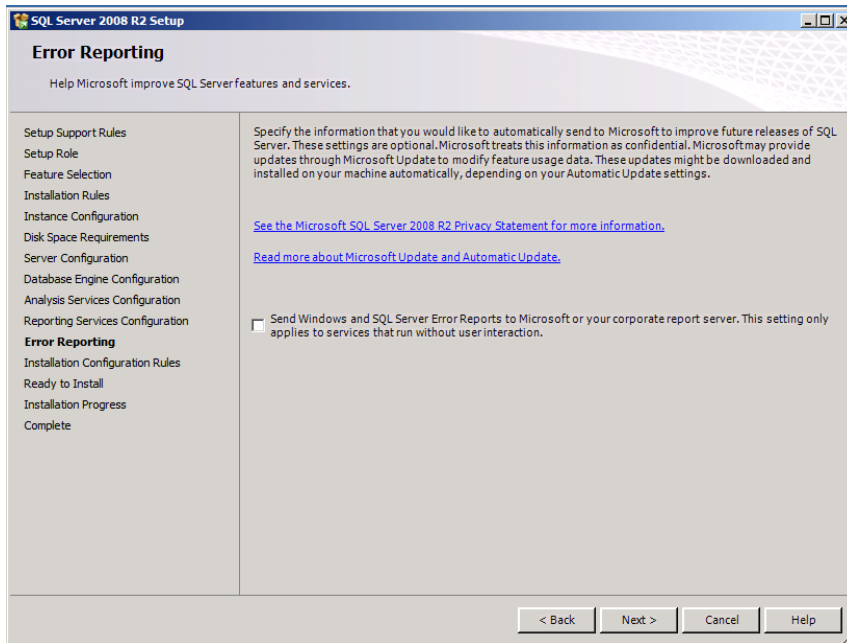 SQL Server 2008 R2 Setup
Error Reporting
Help Microsoft improve SQL Server features and services.
Setup Support Rules
Setup Role
Feature Selection
Installation Rules
Instance Configuration
Disk Space Requirements
Server Configuration
Database Engine Configuration
Analysis Services Configuration
Reporting Services Configuration
Error Reporting
Installation Configuration Rules
Ready to Install
Installation Progress
Complete
Specify the information that you would like to automatically send to Microsoft to improve future releases of SQL
Server. These settings are optional. Microsoft treats this information as confidential. Microsoft may provide
updates through Microsoft Update to modify feature usage data. These updates might be downloaded and
installed on your machine automatically, depending on your Automatic Update settings.
See the Microsoft SQL Server 2008 R2 Privacy Statement for more information.
Read more about Microsoft Update and Automatic Update.
Send Windows and SQL Server Error Reports to Microsoft or your corporate report server. This setting only
applies to services that run without user interaction.
< Back
Next >
Cancel
Help